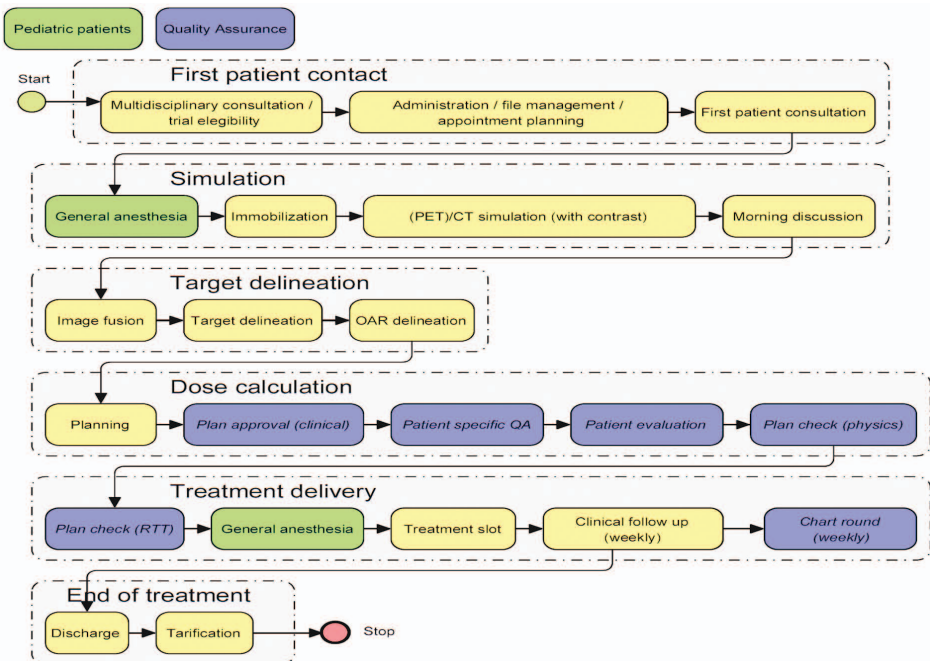 Pediatric patients
Quality Assurance
First patient contact
Start
Multidisciplinary consultation /
trial elegibility
Administration / file management /
appointment planning
First patient consultation
Simulation
General anesthesia
Immobilization
(PET)/CT simulation (with contrast)
Morning discussion
Target delineation
Image fusion
Target delineation
OAR delineation
Dose calculation
Planning
Plan approval (clinical)
Patient specific QA
Patient evaluation
Plan check (physics)
Treatment delivery
Plan check (RTT)
General anesthesia
Treatment slot
Clinical follow up
(weekly)
Chart round
(weekly)
End of treatment
Discharge
Tarification
Stop